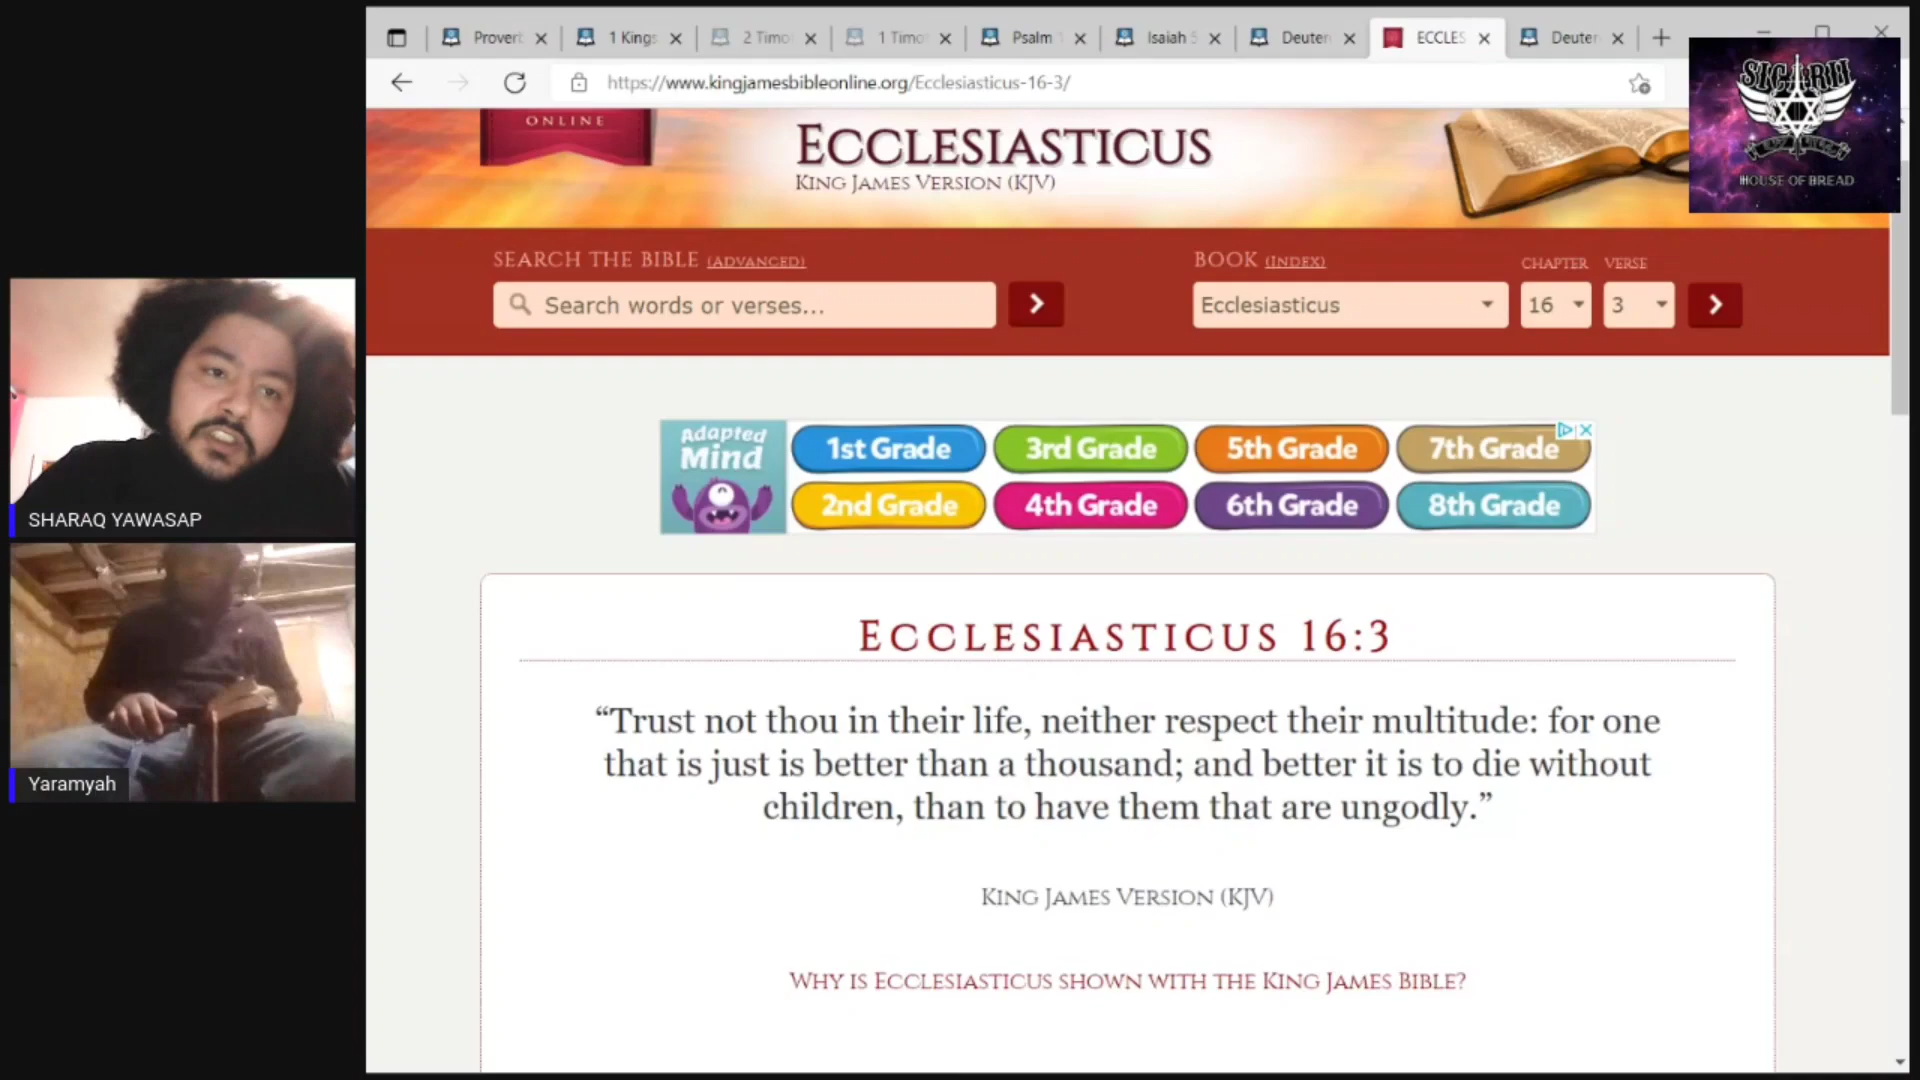 Prover
1 King
2 Timo
1 Timo
Psalm
Isaiah 5
Deuter
ECCLES
Deuter
https://www.kingjamesbibleonline.org/Ecclesiasticus-16-3/
ONLINE
ECCLESIASTICUS
KING JAMES VERSION (KJV)
SICARII
HOUSE OF BREAD
SEARCH THE BIBLE (ADVANCED)
BOOK (INDEX)
CHAPTER
VERSE
Search words or verses...
Ecclesiasticus
16
3
Adapted
Mind
1st Grade
3rd Grade
5th Grade
7th Grade
2nd Grade
4th Grade
6th Grade
8th Grade
SHARAQ YAWASAP
Yaramyah
ECCLESIASTICUS 16:3
“Trust not thou in their life, neither respect their multitude: for one
that is just is better than a thousand; and better it is to die without
children, than to have them that are ungodly.”
KING JAMES VERSION (KJV)
WHY IS ECCLESIASTICUS SHOWN WITH THE KING JAMES BIBLE?